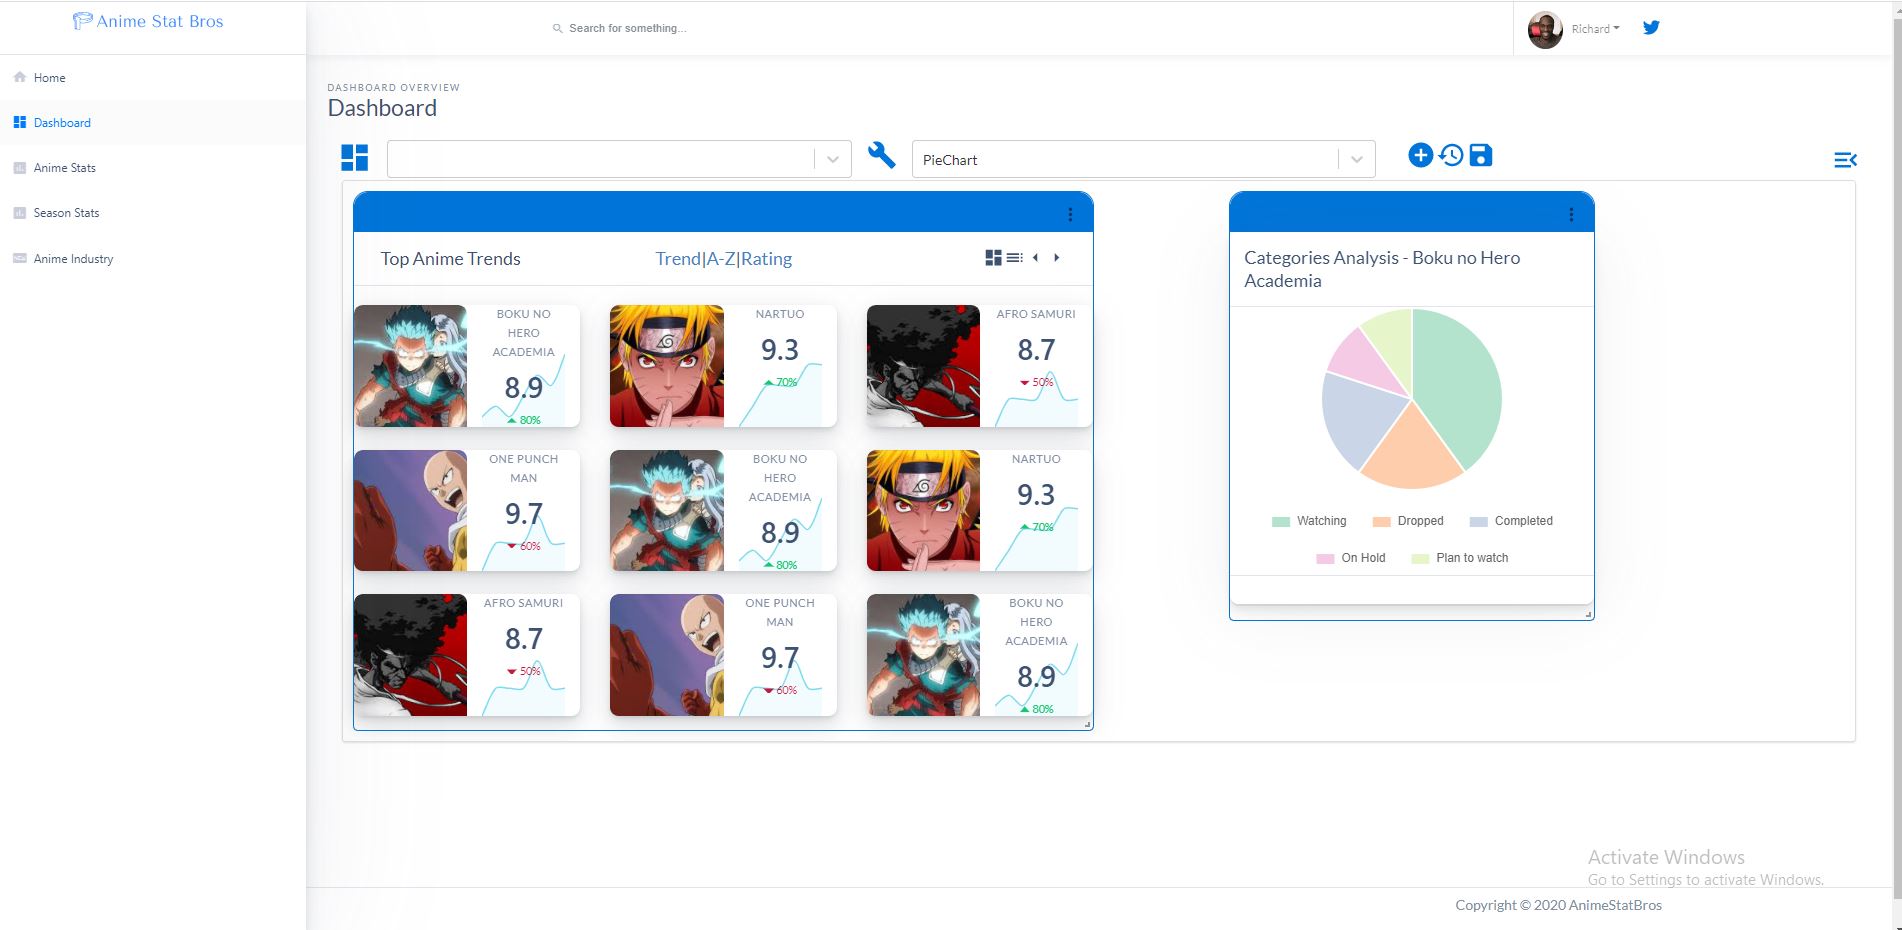 Anime Stat Bros
Search for something...
Richard
Home
Dashboard
Anime Stats
Season Stats
Anime Industry
DASHBOARD OVERVIEW
Dashboard
PieChart
Top Anime Trends
Trend|A-Z|Rating
BOKU NO
HERO
ACADEMIA
8.9
80%
NARTUO
9.3
70%
AFRO SAMURI
8.7
50%
ONE PUNCH
MAN
9.7
60%
BOKU NO
HERO
ACADEMIA
8.9
80%
NARTUO
9.3
70%
AFRO SAMURI
8.7
50%
ONE PUNCH
MAN
9.7
60%
BOKU NO
HERO
ACADEMIA
8.9
80%
Categories Analysis - Boku no Hero
Academia
Watching
Dropped
Completed
On Hold
Plan to watch
Activate Windows
Go to Settings to activate Windows.
Copyright © 2020 AnimeStatBros